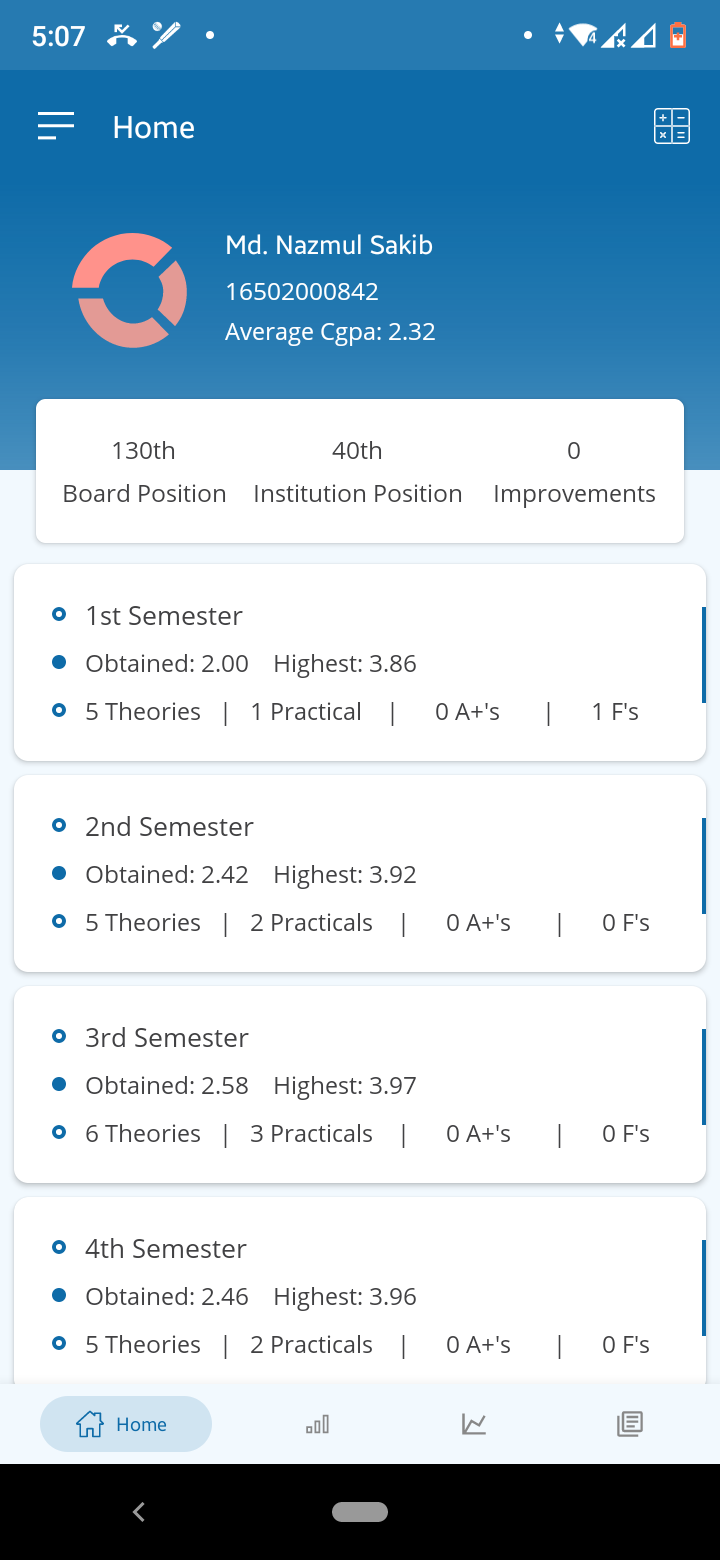 5:07
Home
Md. Nazmul Sakib
16502000842
Average Cgpa: 2.32
130th 40th 0
Board Position Institution Position Improvements
1st Semester
Obtained: 2.00 Highest: 3.86
5 Theories | 1 Practical | 0 A+'s | 1 F's
2nd Semester
Obtained: 2.42 Highest: 3.92
5 Theories | 2 Practicals | 0 A+'s | 0 F's
3rd Semester
Obtained: 2.58 Highest: 3.97
6 Theories | 3 Practicals | 0 A+'s | 0 F's
4th Semester
Obtained: 2.46 Highest: 3.96
5 Theories | 2 Practicals | 0 A+'s | 0 F's
Home